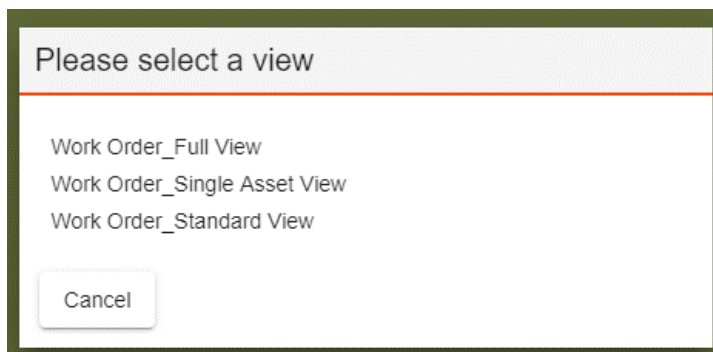 Please select a view
Work Order_Full View
Work Order_Single Asset View
Work Order_Standard View
Cancel